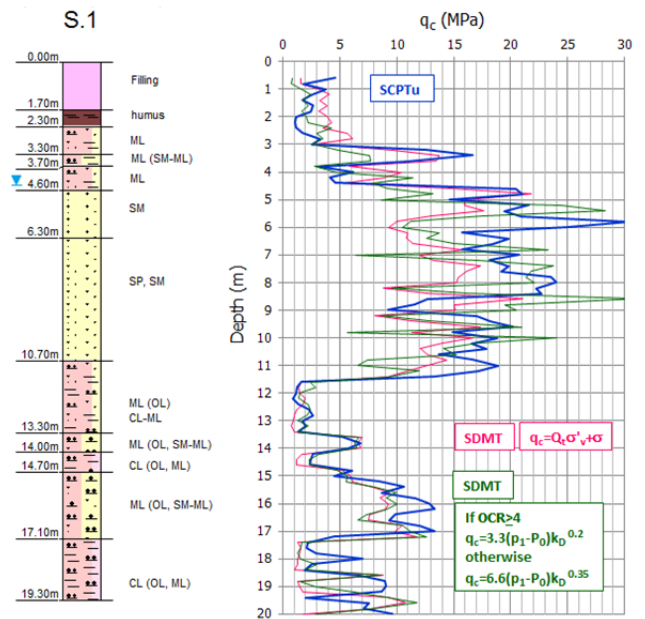 S.1
0.00m
Filling
1.70m
humus
2.30m
ML
3.30m
ML (SM-ML)
3.70m
ML
4.60m
SM
6.30m
SP, SM
10.70m
ML (OL)
CL-ML
13.30m
ML (OL, SM-ML)
14.00m
CL (OL, ML)
14.70m
ML (OL, SM-ML)
17.10m
CL (OL, ML)
19.30m
qc (MPa)
0 5 10 15 20 25 30
Depth (m)
0
1
2
3
4
5
6
7
8
9
10
11
12
13
14
15
16
17
18
19
20
SCPTu
SDMT
qc=Qtσ'v+σ
SDMT
If OCR≥4
qc=3.3(p1-P0)kD^0.2
otherwise
qc=6.6(p1-P0)kD^0.35